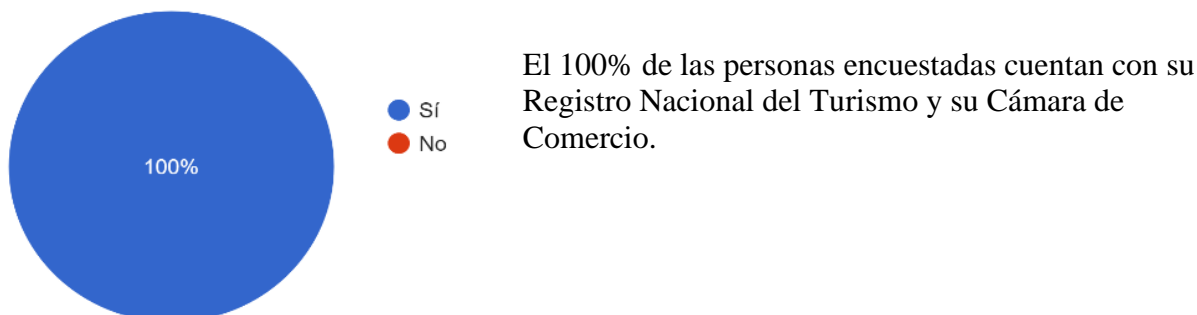 100%
Sí
No
El 100% de las personas encuestadas cuentan con su
Registro Nacional del Turismo y su Cámara de
Comercio.